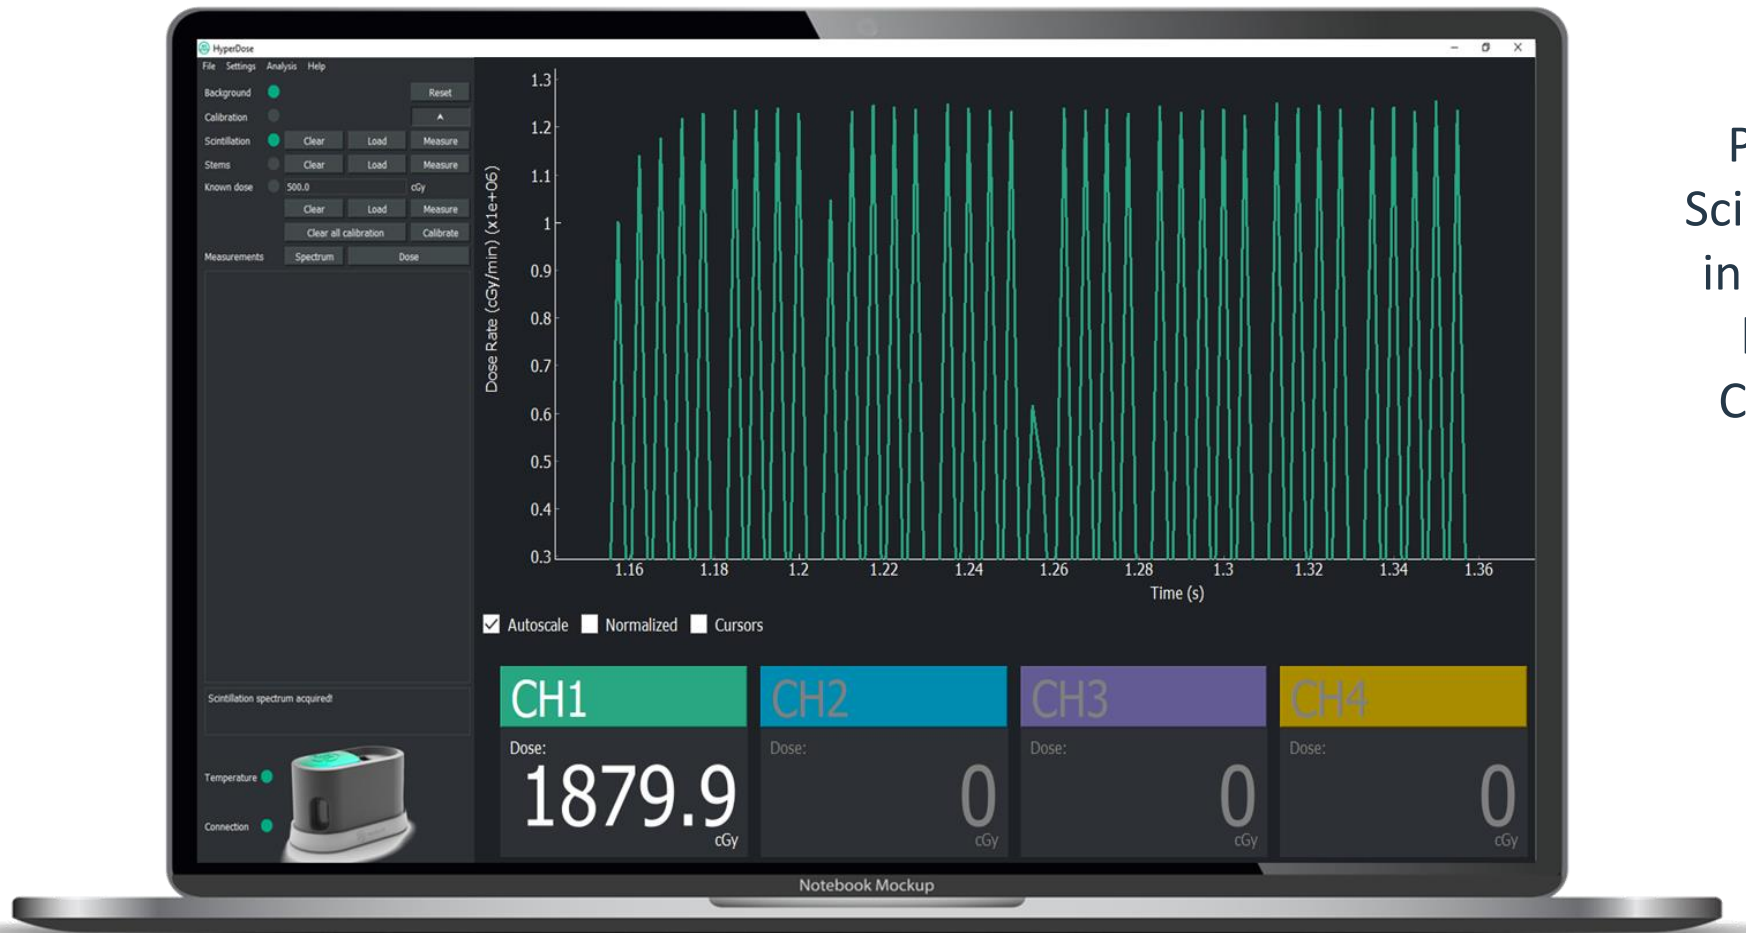 HyperDose
File Settings Analysis Help
Background Reset
Calibration
Scintillation Clear Load Measure
Stems Clear Load Measure
Known dose 500.0 cGy
Clear Load Measure
Clear all calibration Calibrate
Measurements Spectrum Dose
Scintillation spectrum acquired!
Temperature
Connection
Dose Rate (cGy/min) (x1e+06)
1.3
1.2
1.1
1
0.9
0.8
0.7
0.6
0.5
0.4
0.3
1.16 1.18 1.2 1.22 1.24 1.26 1.28 1.3 1.32 1.34 1.36
Time (s)
Autoscale Normalized Cursors
CH1 CH2 CH3 CH4
Dose: Dose: Dose: Dose:
1879.9 0 0 0
cGy cGy cGy cGy
Notebook Mockup
P
Sci
in
C